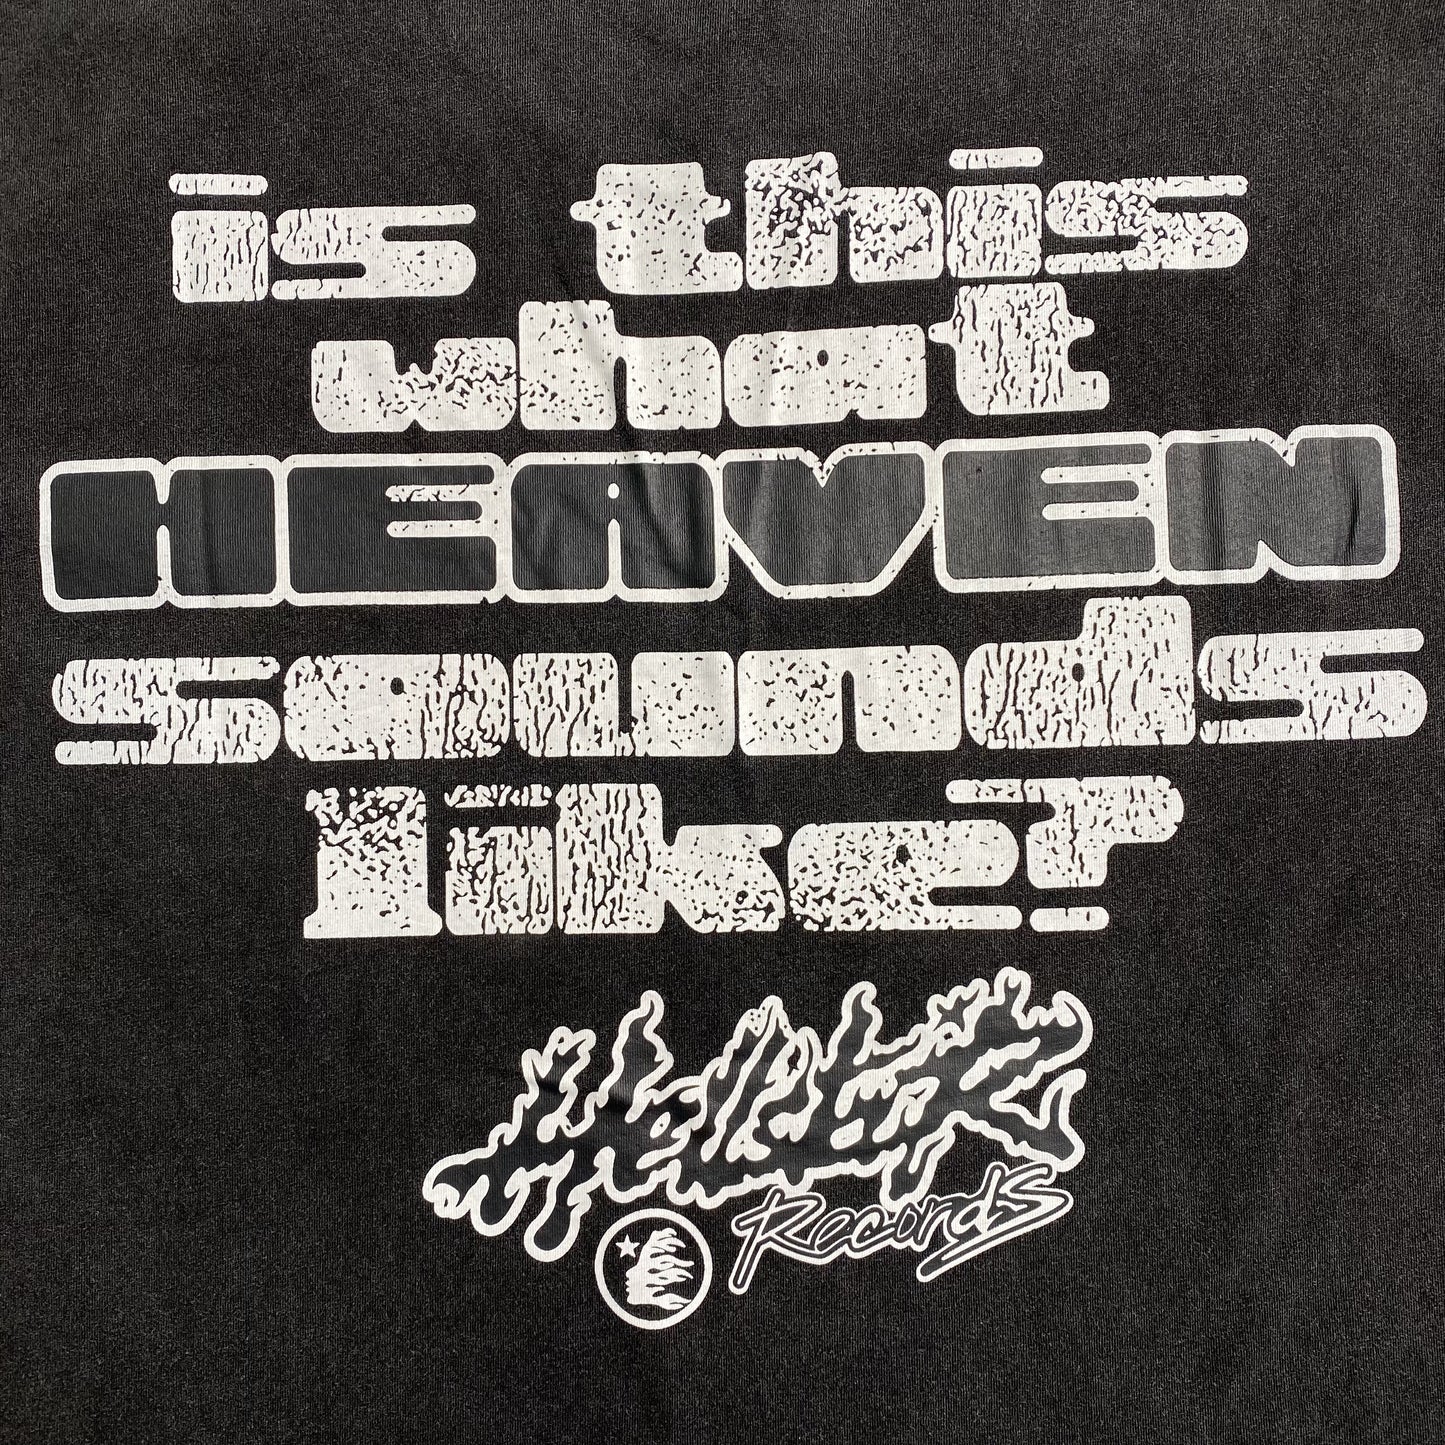 is this
what
HEAVEN
sounds
like?
Hellstar
Records